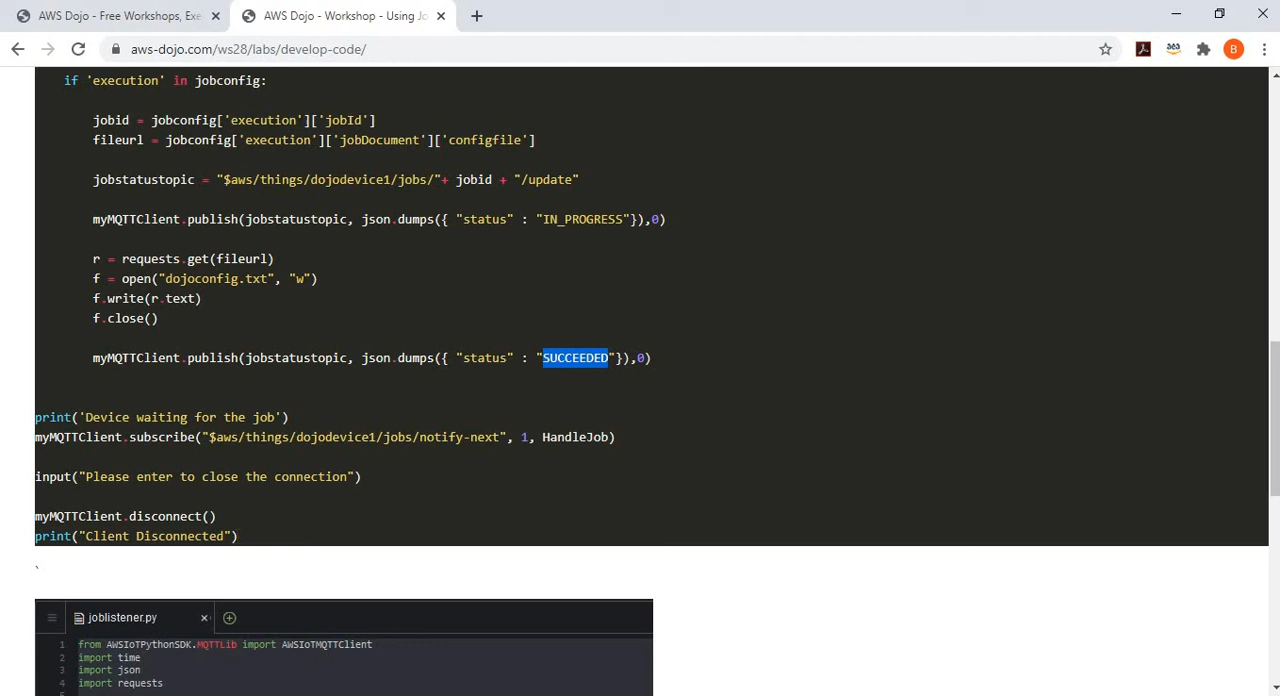 AWS Dojo - Free Workshops, Exe
AWS Dojo - Workshop - Using Jo
aws-dojo.com/ws28/labs/develop-code/
B
if 'execution' in jobconfig:
jobid = jobconfig['execution']['jobId']
fileurl = jobconfig['execution']['jobDocument']['configfile']
jobstatustopic = "$aws/things/dojodevice1/jobs/"+ jobid + "/update"
myMQTTClient.publish(jobstatustopic, json.dumps({ "status" : "IN_PROGRESS"}),0)
r = requests.get(fileurl)
f = open("dojoconfig.txt", "w")
f.write(r.text)
f.close()
myMQTTClient.publish(jobstatustopic, json.dumps({ "status" : "SUCCEEDED"}),0)
print('Device waiting for the job')
myMQTTClient.subscribe("$aws/things/dojodevice1/jobs/notify-next", 1, HandleJob)
input("Please enter to close the connection")
myMQTTClient.disconnect()
print("Client Disconnected")
`
joblistener.py
1 from AWSIoTPythonSDK.MQTTLib import AWSIoTMQTTClient
2 import time
3 import json
4 import requests